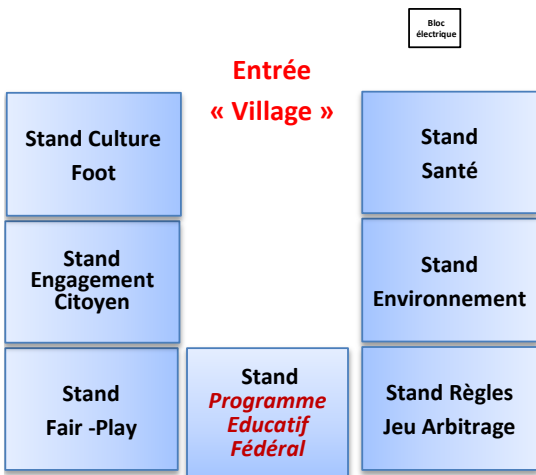 Bloc
électrique
Entrée
« Village »
Stand Culture
Foot
Stand
Santé
Stand
Engagement
Citoyen
Stand
Environnement
Stand
Fair -Play
Stand
Programme
Educatif
Fédéral
Stand Règles
Jeu Arbitrage